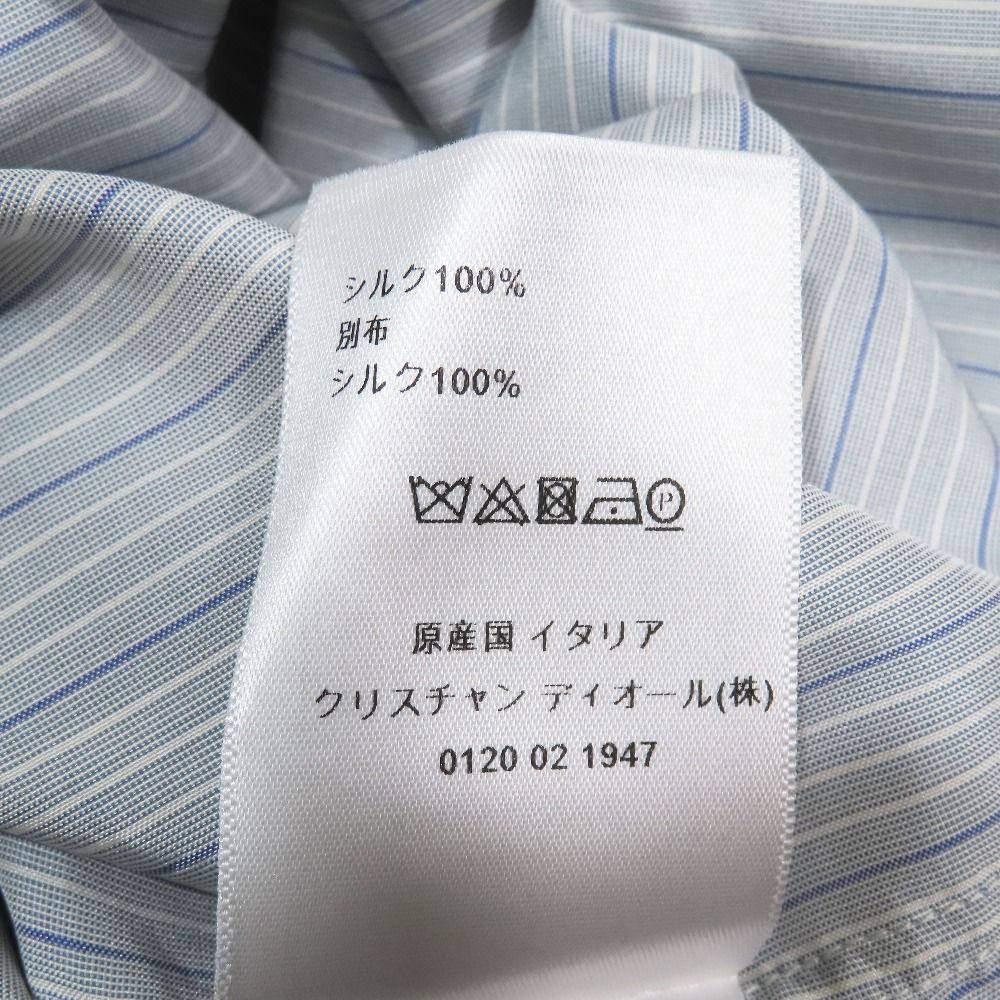 シルク100%
別布
シルク100%
P
原産国 イタリア
クリスチャン ディオール(株)
0120 02 1947